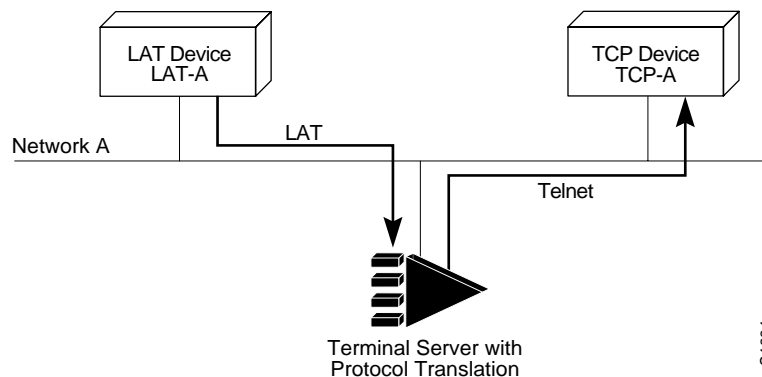 LAT Device
LAT-A
TCP Device
TCP-A
Network A
LAT
Telnet
Terminal Server with
Protocol Translation